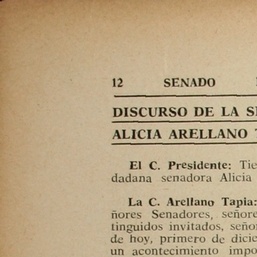 12 SENADO
DISCURSO DE LA
ALICIA ARELLANO
El C. Presidente:
dadana senadora Alicia
La C. Arellano Tapia:
ñores Senadores,
tinguidos invitados,
de hoy, primero de
un acontecimiento